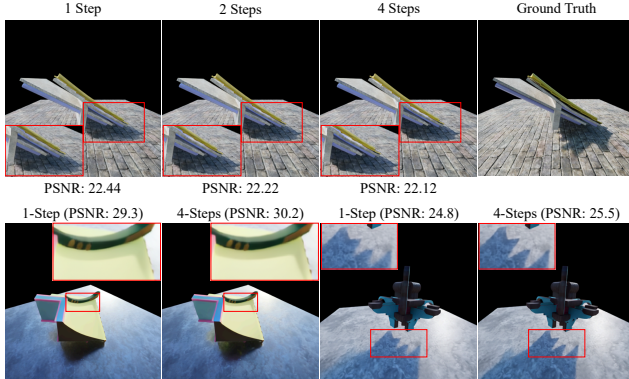 1 Step 2 Steps 4 Steps Ground Truth
PSNR: 22.44 PSNR: 22.22 PSNR: 22.12
1-Step (PSNR: 29.3) 4-Steps (PSNR: 30.2) 1-Step (PSNR: 24.8) 4-Steps (PSNR: 25.5)